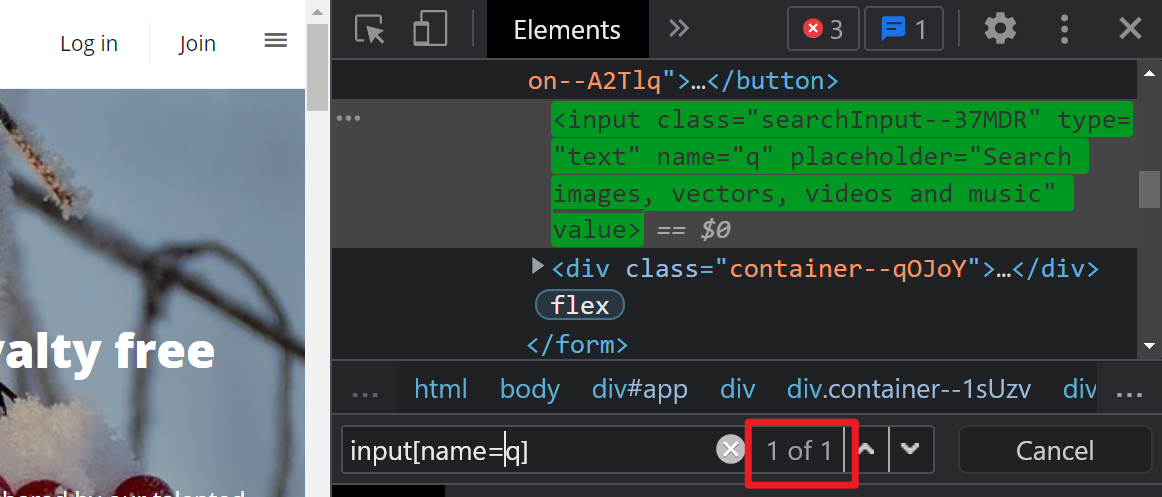 Log in
Join
yalty free
Elements
3
1
on--A2Tlq">…</button>
<input class="searchInput--37MDR" type=
"text" name="q" placeholder="Search
images, vectors, videos and music"
value> == $0
<div class="container--qOJoY">…</div>
flex
</form>
... html body div#app div div.container--1sUzv div ...
input[name=q]
1 of 1
Cancel